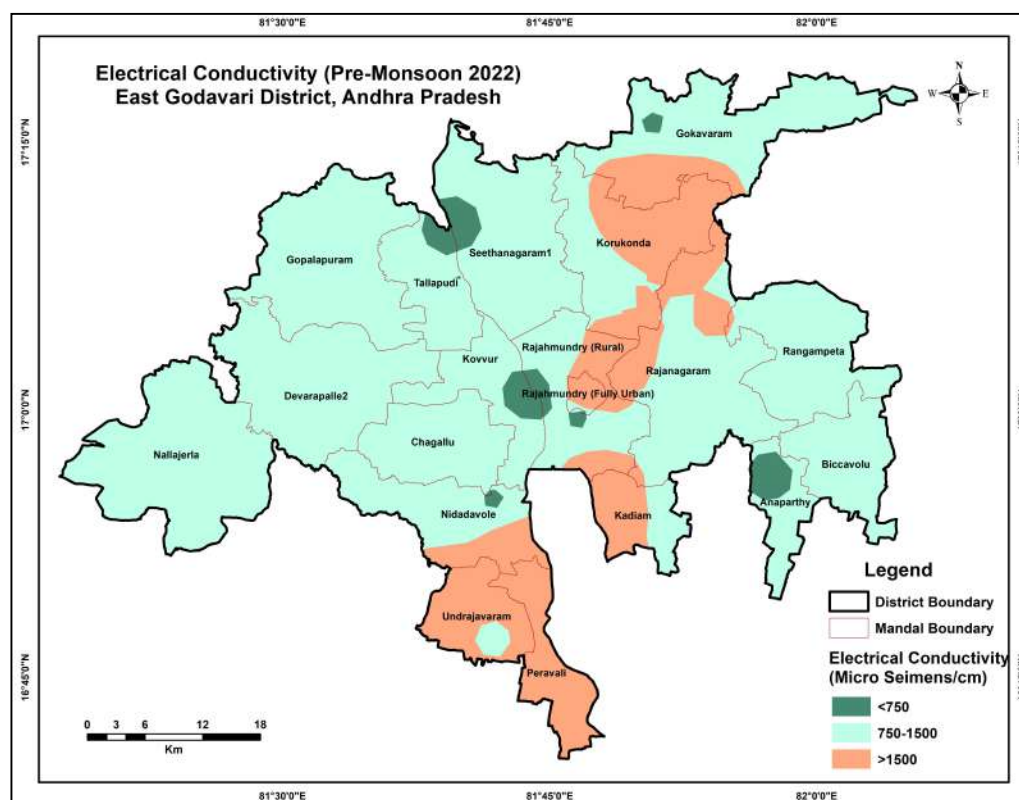 81°30'0"E
81°45'0"E
82°0'0"E
Electrical Conductivity (Pre-Monsoon 2022)
East Godavari District, Andhra Pradesh
N
W
E
S
17°15'0"N
17°0'0"N
16°45'0"N
Gokavaram
Korukonda
Seethanagaram1
Gopalapuram
Tallapudi
Rajahmundry (Rural)
Rangampeta
Kovvur
Rajanagaram
Devarapalle2
Rajahmundry (Fully Urban)
Chagallu
Nallajerla
Biccavolu
Anaparthy
Nidadavole
Kadiam
Undrajavaram
Peravali
Legend
District Boundary
Mandal Boundary
Electrical Conductivity
(Micro Seimens/cm)
<750
750-1500
>1500
0 3 6 12 18
Km
81°30'0"E
81°45'0"E
82°0'0"E